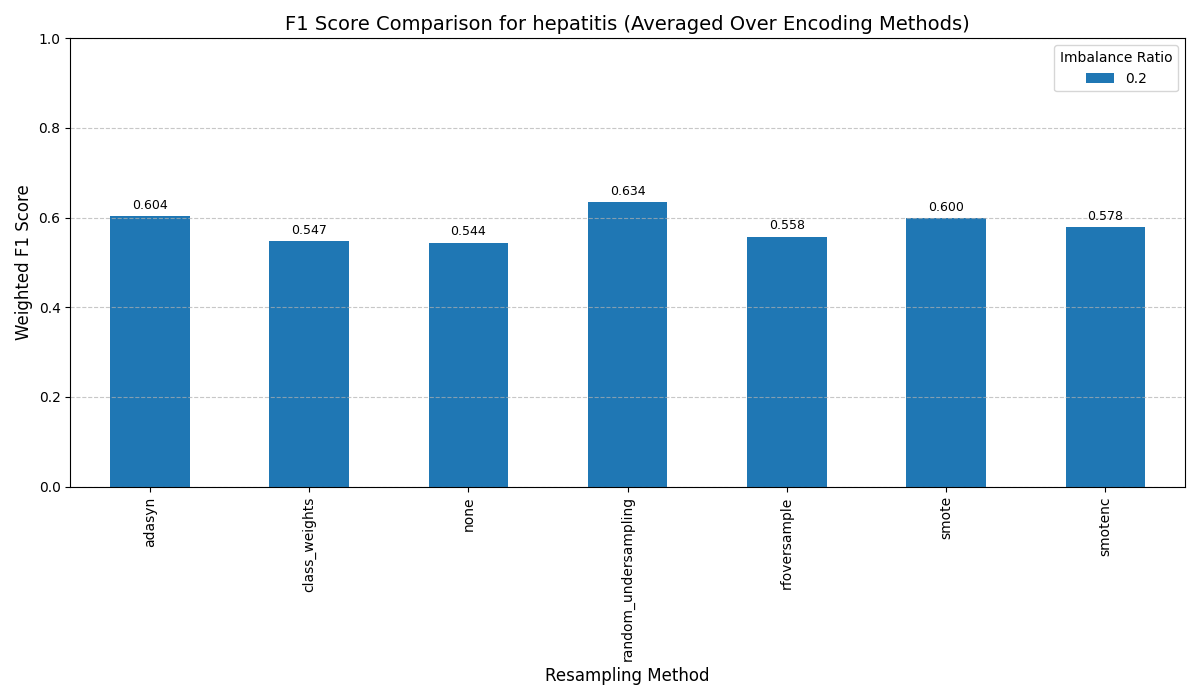 F1 Score Comparison for hepatitis (Averaged Over Encoding Methods)
Weighted F1 Score
1.0
0.8
0.6
0.4
0.2
0.0
Imbalance Ratio
0.2
0.604
0.547
0.544
0.634
0.558
0.600
0.578
adasyn
class_weights
none
random_undersampling
rfoversample
smote
smotenc
Resampling Method